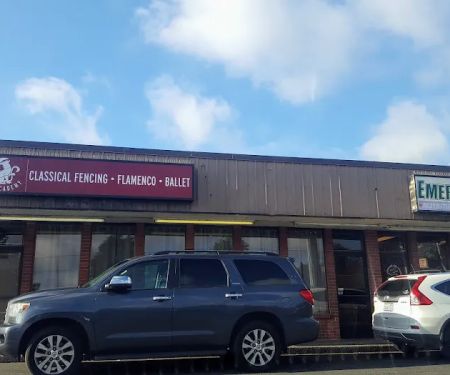 CLASSICAL FENCING • FLAMENCO • BALLET
EMER